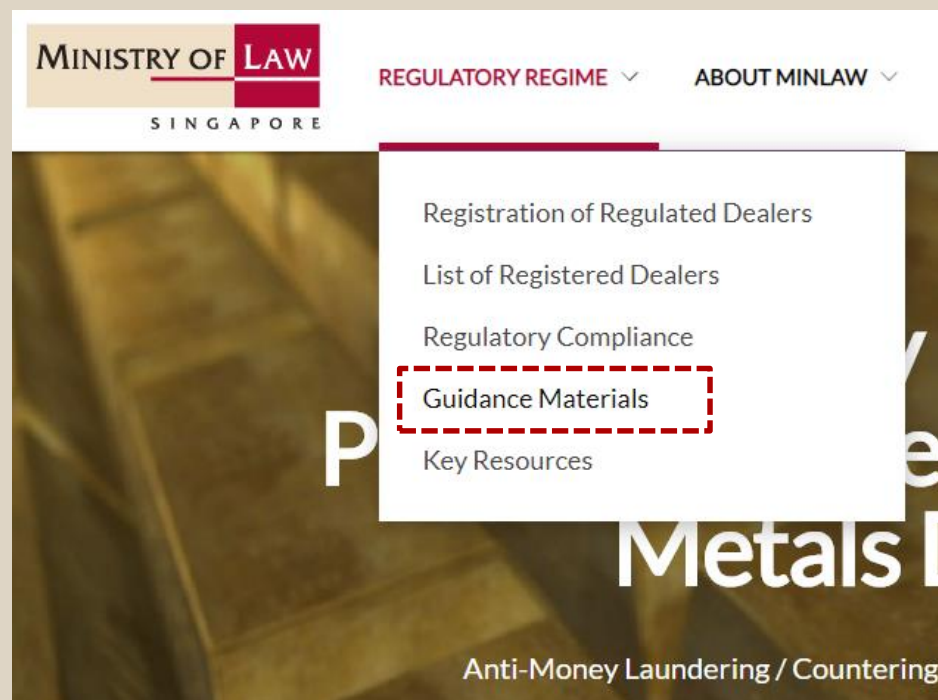 MINISTRY OF LAW
SINGAPORE
REGULATORY REGIME
ABOUT MINLAW
Registration of Regulated Dealers
List of Registered Dealers
Regulatory Compliance
Guidance Materials
Key Resources
Metals
Anti-Money Laundering / Countering